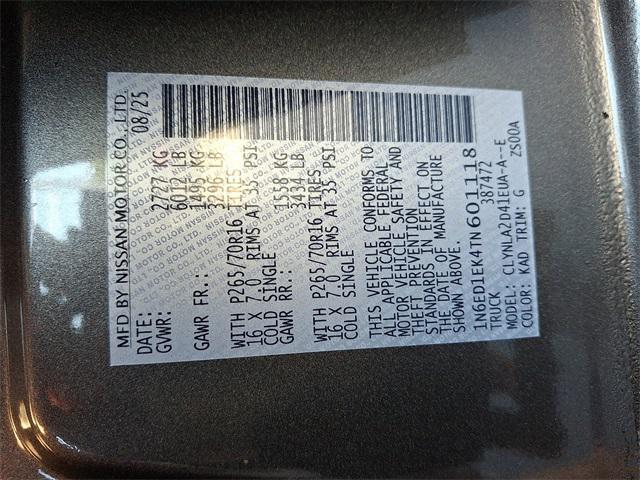 MFD BY NISSAN MOTOR CO., LTD.
DATE: 08/25
GVWR: 2727 KG
6012 LB
GAWR FR.: 1495 KG
3296 LB
WITH P265/70R16 TIRES
16 X 7.0 RIMS AT 35 PSI
COLD SINGLE
GAWR RR.: 1558 KG
3434 LB
WITH P265/70R16 TIRES
16 X 7.0 RIMS AT 35 PSI
COLD SINGLE
THIS VEHICLE CONFORMS TO
ALL APPLICABLE FEDERAL
MOTOR VEHICLE SAFETY AND
THEFT PREVENTION
STANDARDS IN EFFECT ON
THE DATE OF MANUFACTURE
SHOWN ABOVE.
1N6ED1EK4TN601118
TRUCK 387472
MODEL: CLYNLA2D41EUA-A--E
COLOR: KAD TRIM: G ZS00A